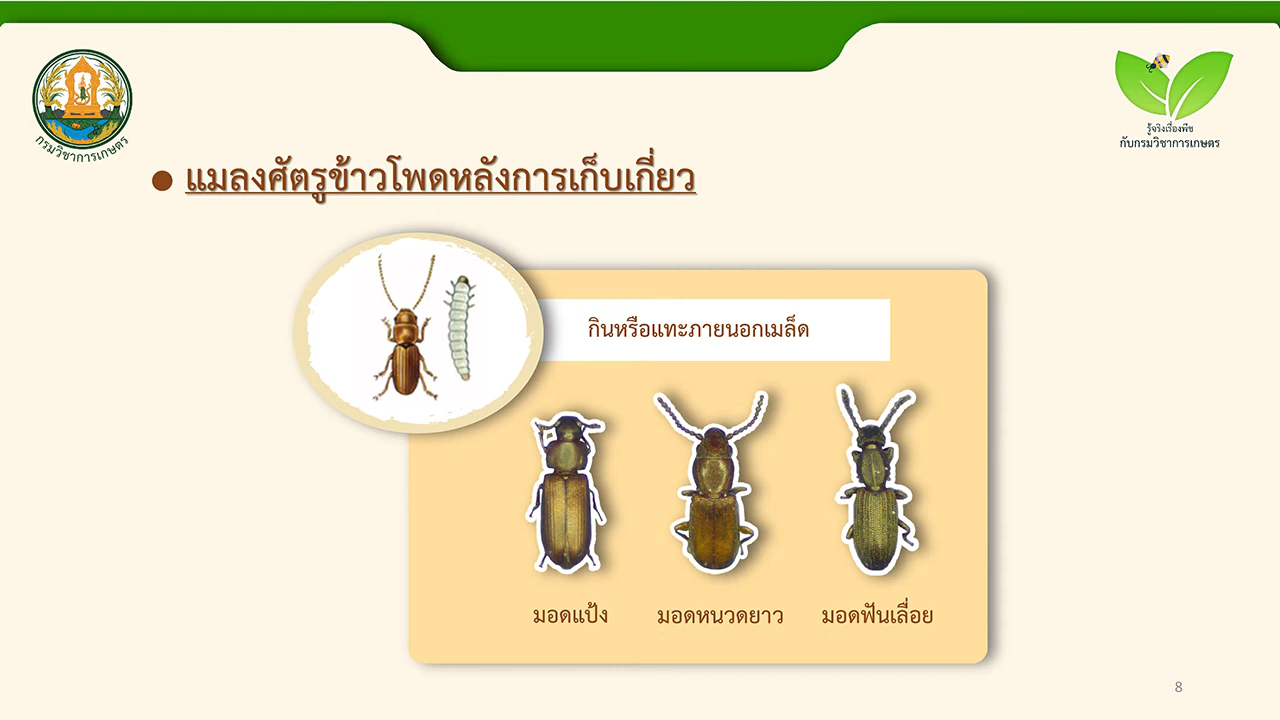 กรมวิชาการเกษตร
รู้จริงเรื่องพืช
กับกรมวิชาการเกษตร
• แมลงศัตรูข้าวโพดหลังการเก็บเกี่ยว
กินหรือแทะภายนอกเมล็ด
มอดแป้ง มอดหนวดยาว มอดฟันเลื่อย
8